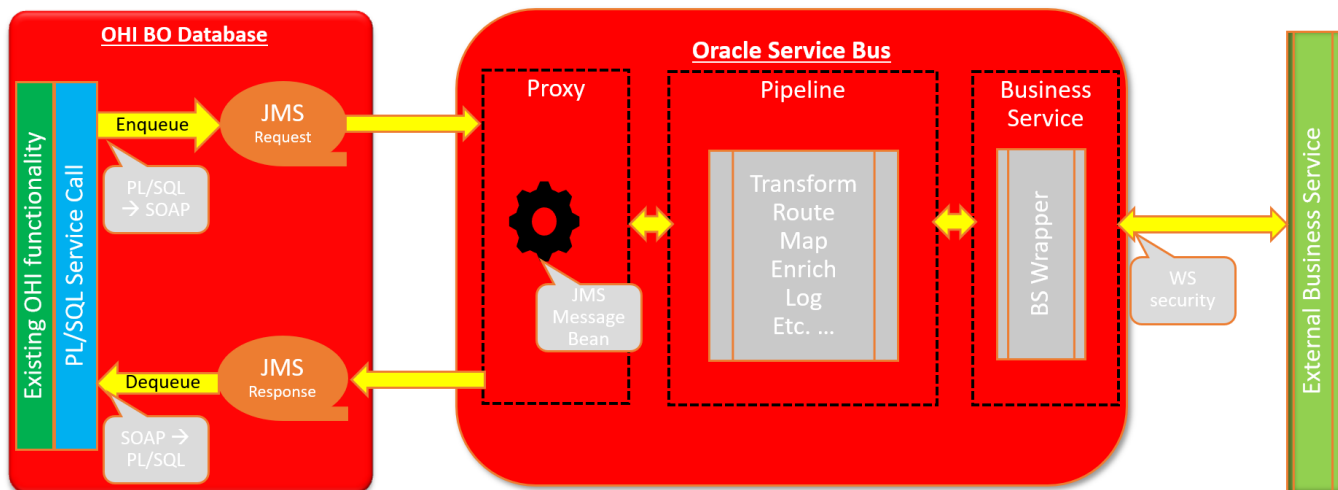 OHI BO Database
Existing OHI functionality
PL/SQL Service Call
Enqueue
PL/SQL
→ SOAP
JMS
Request
Dequeue
SOAP →
PL/SQL
JMS
Response
Oracle Service Bus
Proxy
JMS
Message
Bean
Pipeline
Transform
Route
Map
Enrich
Log
Etc. ...
Business
Service
BS Wrapper
WS
security
External Business Service